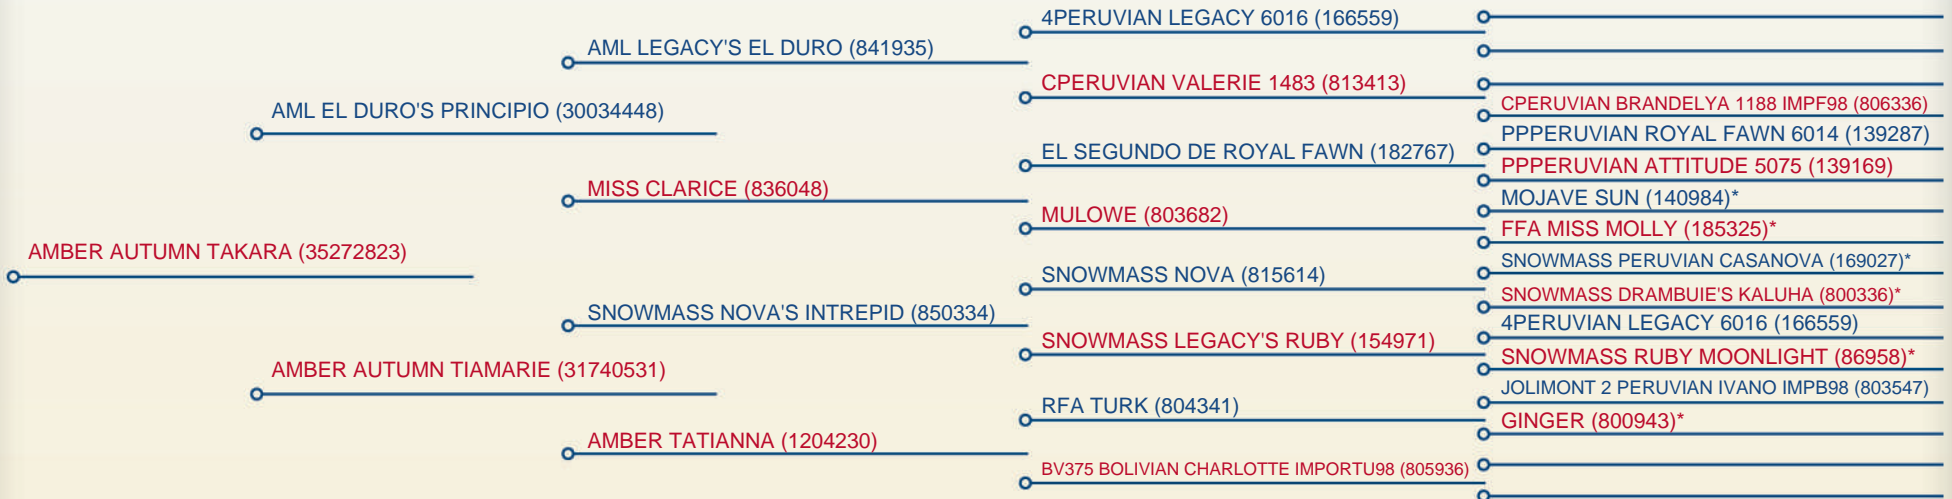 4PERUVIAN LEGACY 6016 (166559)
AML LEGACY'S EL DURO (841935)
CPERUVIAN VALERIE 1483 (813413)
CPERUVIAN BRANDELYA 1188 IMPF98 (806336)
AML EL DURO'S PRINCIPIO (30034448)
PPPERUVIAN ROYAL FAWN 6014 (139287)
EL SEGUNDO DE ROYAL FAWN (182767)
PPPERUVIAN ATTITUDE 5075 (139169)
MISS CLARICE (836048)
MOJAVE SUN (140984)*
MULOWE (803682)
FFA MISS MOLLY (185325)*
AMBER AUTUMN TAKARA (35272823)
SNOWMASS PERUVIAN CASANOVA (169027)*
SNOWMASS NOVA (815614)
SNOWMASS DRAMBUIE'S KALUHA (800336)*
SNOWMASS NOVA'S INTREPID (850334)
4PERUVIAN LEGACY 6016 (166559)
SNOWMASS LEGACY'S RUBY (154971)
SNOWMASS RUBY MOONLIGHT (86958)*
AMBER AUTUMN TIAMARIE (31740531)
JOLIMONT 2 PERUVIAN IVANO IMPB98 (803547)
RFA TURK (804341)
GINGER (800943)*
AMBER TATIANNA (1204230)
BV375 BOLIVIAN CHARLOTTE IMPORTU98 (805936)